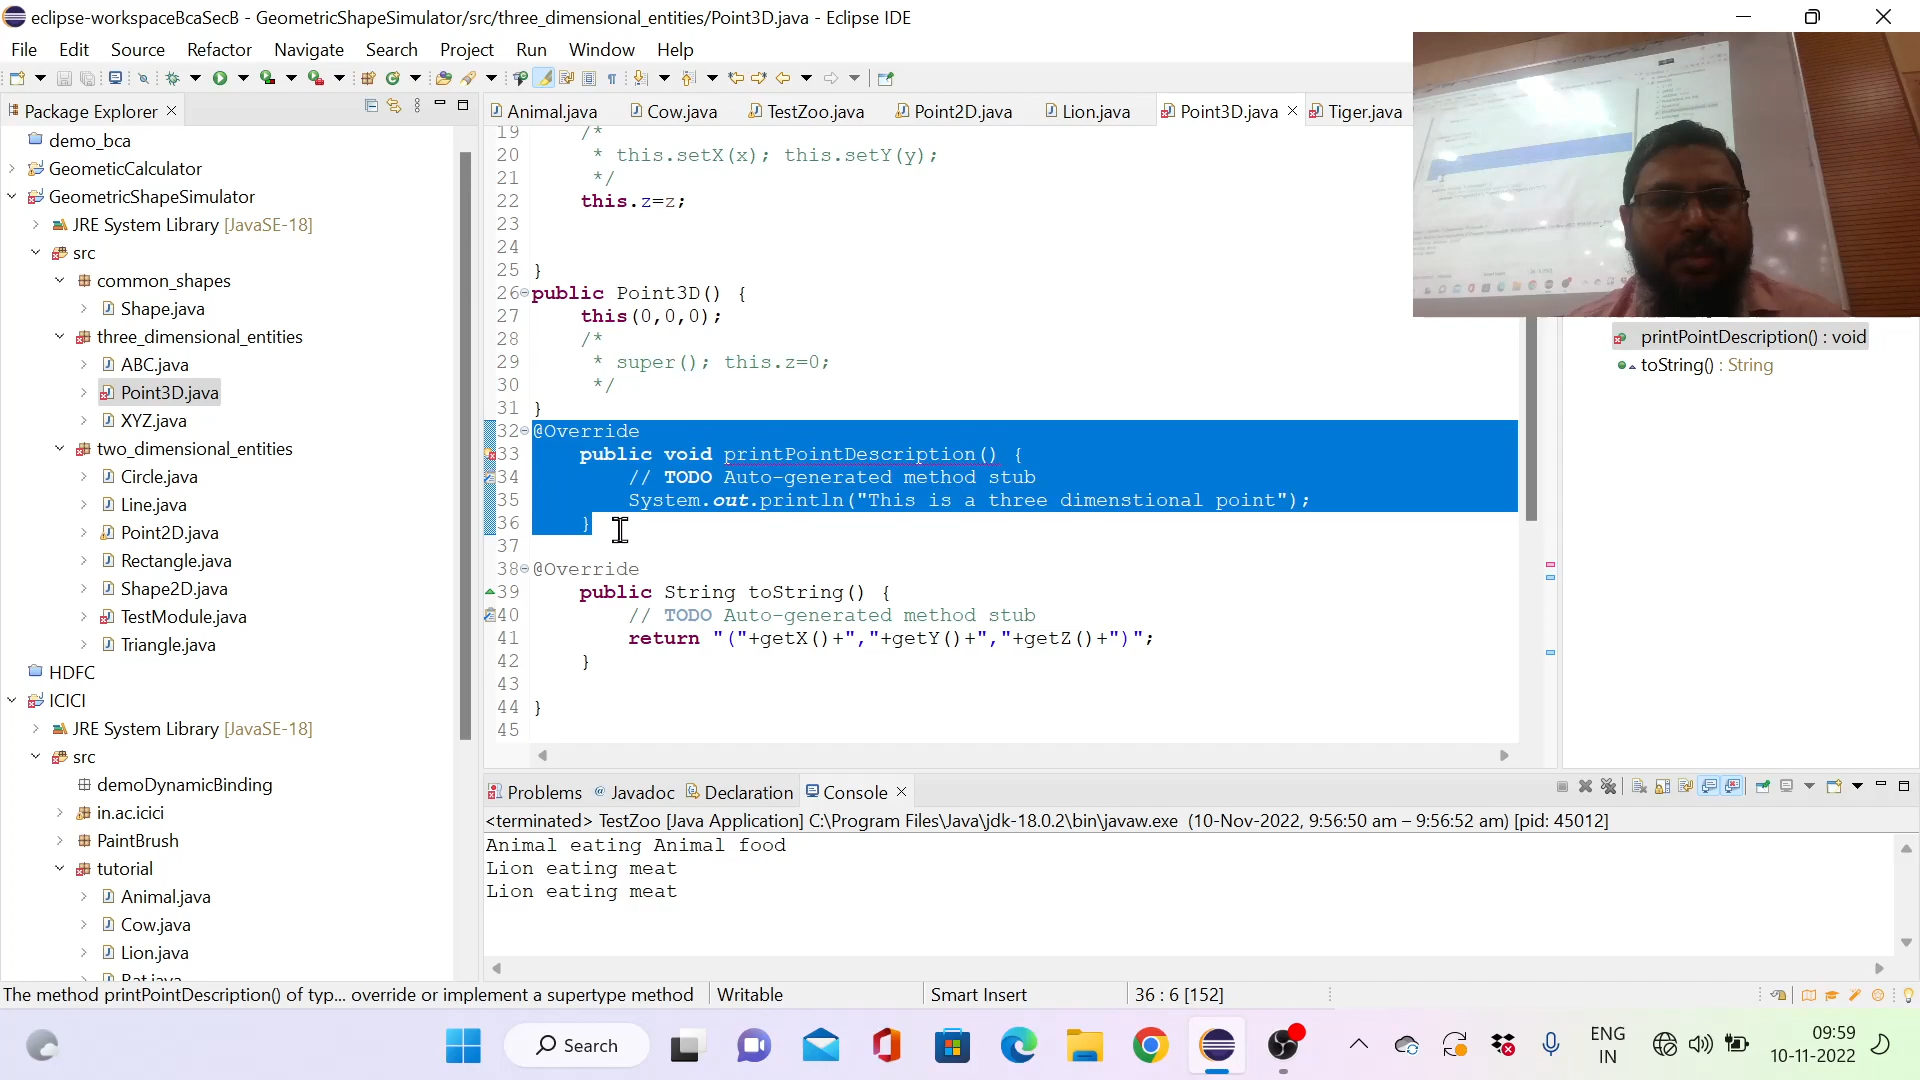 eclipse-workspaceBcaSecB - GeometricShapeSimulator/src/three_dimensional_entities/Point3D.java - Eclipse IDE
File Edit Source Refactor Navigate Search Project Run Window Help
Package Explorer
Animal.java Cow.java TestZoo.java Point2D.java Lion.java Point3D.java Tiger.java
demo_bca
GeometicCalculator
GeometricShapeSimulator
JRE System Library [JavaSE-18]
src
common_shapes
Shape.java
three_dimensional_entities
ABC.java
Point3D.java
XYZ.java
two_dimensional_entities
Circle.java
Line.java
Point2D.java
Rectangle.java
Shape2D.java
TestModule.java
Triangle.java
HDFC
ICICI
JRE System Library [JavaSE-18]
src
demoDynamicBinding
in.ac.icici
PaintBrush
tutorial
Animal.java
Cow.java
Lion.java
Rat.java
19 /*
20 * this.setX(x); this.setY(y);
21 */
22 this.z=z;
23
24
25 }
26 public Point3D() {
27 this(0,0,0);
28 /*
29 * super(); this.z=0;
30 */
31 }
32 @Override
33 public void printPointDescription() {
34 // TODO Auto-generated method stub
35 System.out.println("This is a three dimenstional point");
36 }
37
38 @Override
39 public String toString() {
40 // TODO Auto-generated method stub
41 return "("+getX()+","+getY()+","+getZ()+")";
42 }
43
44 }
45
printPointDescription() : void
toString() : String
Problems Javadoc Declaration Console
<terminated> TestZoo [Java Application] C:\Program Files\Java\jdk-18.0.2\bin\javaw.exe (10-Nov-2022, 9:56:50 am – 9:56:52 am) [pid: 45012]
Animal eating Animal food
Lion eating meat
Lion eating meat
The method printPointDescription() of typ... override or implement a supertype method Writable Smart Insert 36 : 6 [152]
Search
ENG
IN
09:59
10-11-2022